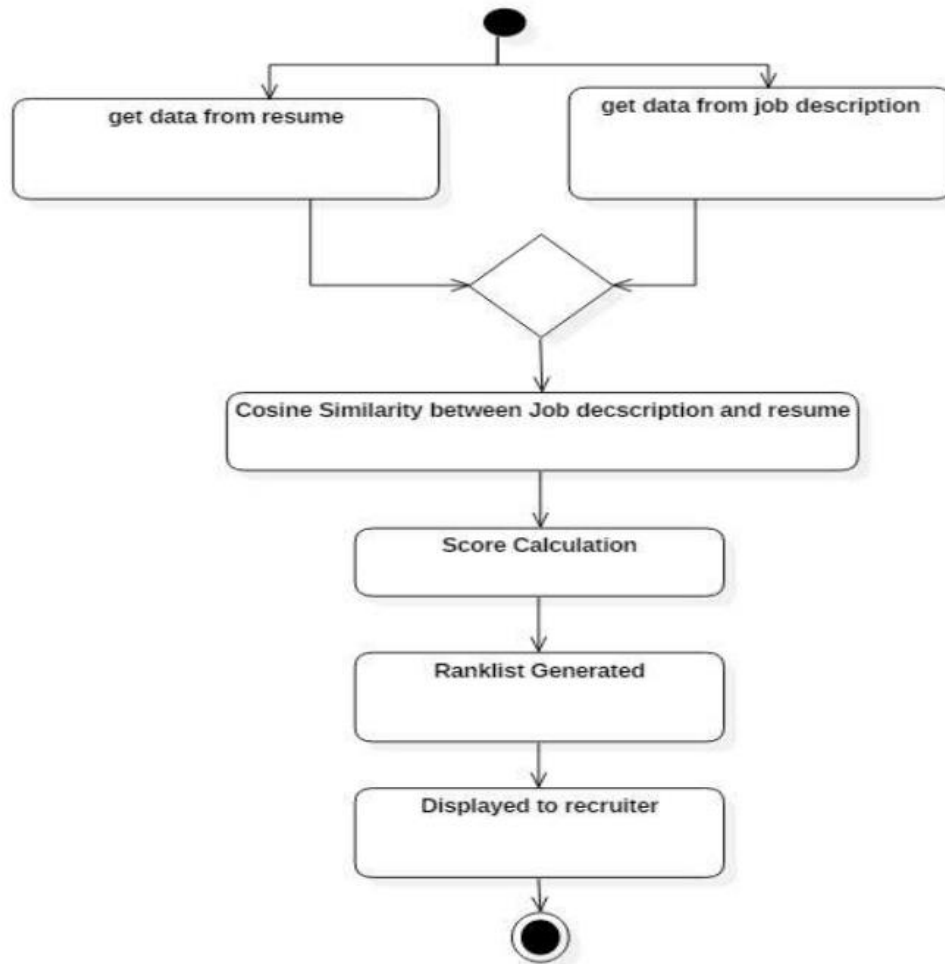 get data from resume
get data from job description
Cosine Similarity between Job decscription and resume
Score Calculation
Ranklist Generated
Displayed to recruiter